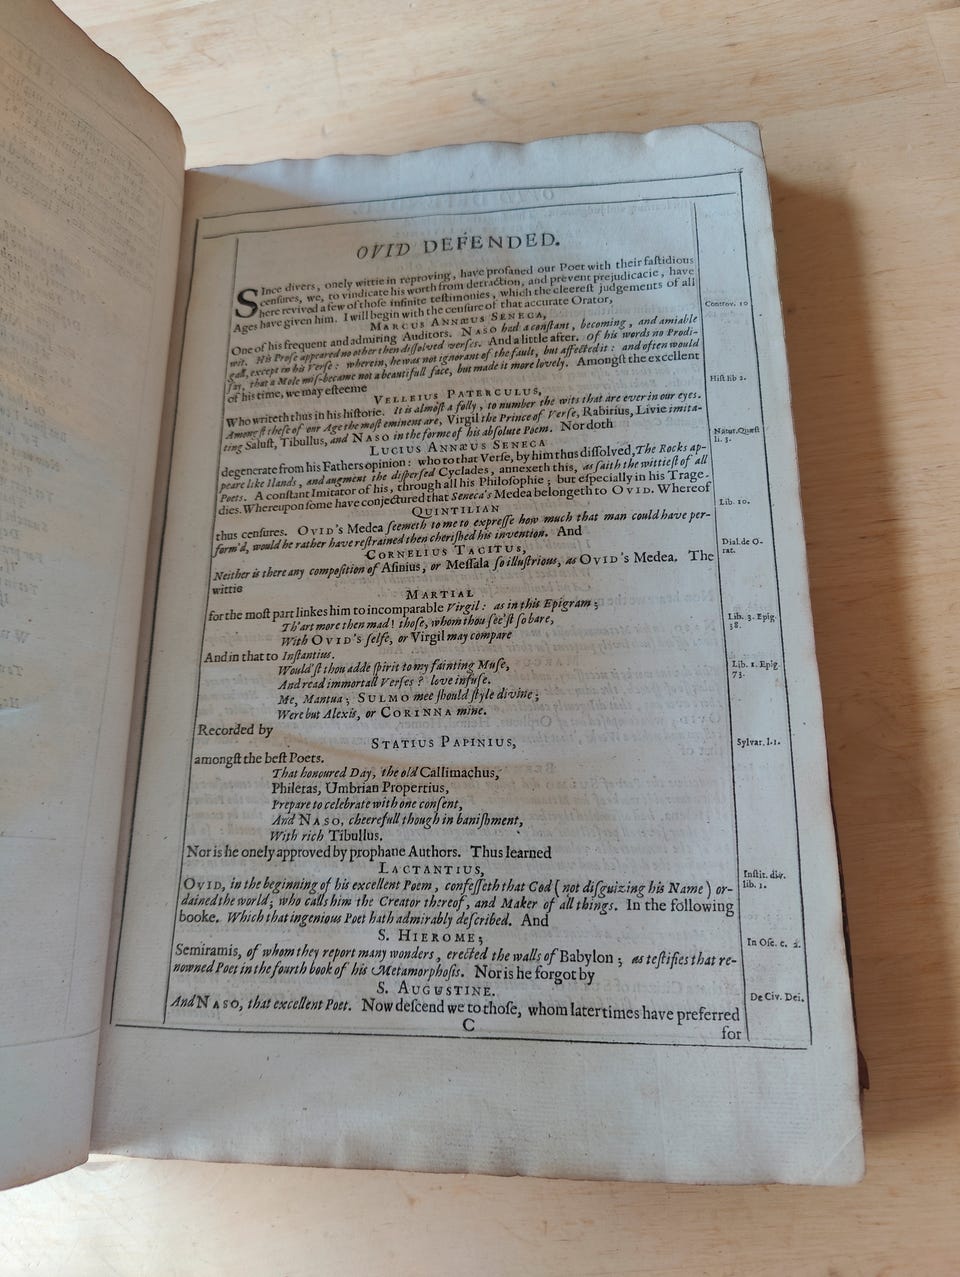 OVID DEFENDED.
SInce divers, onely wittie in reproving, have profaned our Poet with their faſtidious
cenſures, we, to vindicate his worth from detraction, and prevent prejudicacie, have
here revived a few of thoſe infinite teſtimonies, which the cleereſt judgements of all
Ages have given him. I will begin with the cenſure of that accurate Orator,
MARCUS ANNÆUS SENECA,
Controv. 10
One of his frequent and admiring Auditors. NASO had a conſtant, becoming, and amiable
wit. His Proſe appeared no other then diſſolved verſes. And a little after. Of his words no Prodi-
gall, except in his Verſe: wherein, he was not ignorant of the fault, but affected it: and often would
ſay, that a Mole miſ-became not a beautifull face, but made it more lovely. Amongſt the excellent
of his time, we may eſteeme
VELLEIUS PATERCULUS,
Hiſt lib 2.
Who writeth thus in his hiſtorie. It is almoſt a folly, to number the wits that are ever in our eyes.
Amongſt theſe of our Age the moſt eminent are, Virgil the Prince of Verſe, Rabirius, Livie imita-
ting Saluſt, Tibullus, and NASO in the forme of his abſolute Poem. Nor doth
LUCIUS ANNÆUS SENECA
Natur.Quæſt
li. 3.
degenerate from his Fathers opinion: who to that Verſe, by him thus diſſolved, The Rocks ap-
peare like Ilands, and augment the diſperſed Cyclades, annexeth this, as ſaith the wittieſt of all
Poets. A conſtant Imitator of his, through all his Philoſophie; but eſpecially in his Trage-
dies. Whereupon ſome have conjectured that Seneca's Medea belongeth to OVID. Whereof
QUINTILIAN
Lib. 10.
thus cenſures. OVID's Medea ſeemeth to me to expreſſe how much that man could have per-
form'd, would he rather have reſtrained then cheriſhed his invention. And
CORNELIUS TACITUS,
Dial.de O-
rat.
Neither is there any compoſition of Aſinius, or Meſſala ſo illuſtrious, as OVID's Medea. The
wittie
MARTIAL
for the moſt part linkes him to incomparable Virgil: as in this Epigram;
Th'art more then mad! thoſe, whom thou ſee'ſt ſo bare,
With OVID's ſelfe, or Virgil may compare
Lib. 3. Epig.
38.
And in that to Inſtantius.
Would'ſt thou adde ſpirit to my fainting Muſe,
And read immortall Verſes? love infuſe.
Me, Mantua; SULMO mee ſhould ſtyle divine;
Were but Alexis, or CORINNA mine.
Lib. 1. Epig.
73.
Recorded by
STATIUS PAPINIUS,
Sylvar. l.1.
amongſt the beſt Poets.
That honoured Day, the old Callimachus,
Philetas, Umbrian Propertius,
Prepare to celebrate with one conſent,
And NASO, cheerefull though in baniſhment,
With rich Tibullus.
Nor is he onely approved by prophane Authors. Thus learned
LACTANTIUS,
Inſtit. div.
lib. 1.
OVID, in the beginning of his excellent Poem, confeſſeth that God (not diſguizing his Name) or-
dained the world; who calls him the Creator thereof, and Maker of all things. In the following
booke. Which that ingenious Poet hath admirably deſcribed. And
S. HIEROME;
In Oſe. c. 2.
Semiramis, of whom they report many wonders, erected the walls of Babylon; as teſtifies that re-
nowned Poet in the fourth book of his Metamorphoſis. Nor is he forgot by
S. AUGUSTINE.
De Civ. Dei.
And NASO, that excellent Poet. Now deſcend we to thoſe, whom later times have preferred
C
for